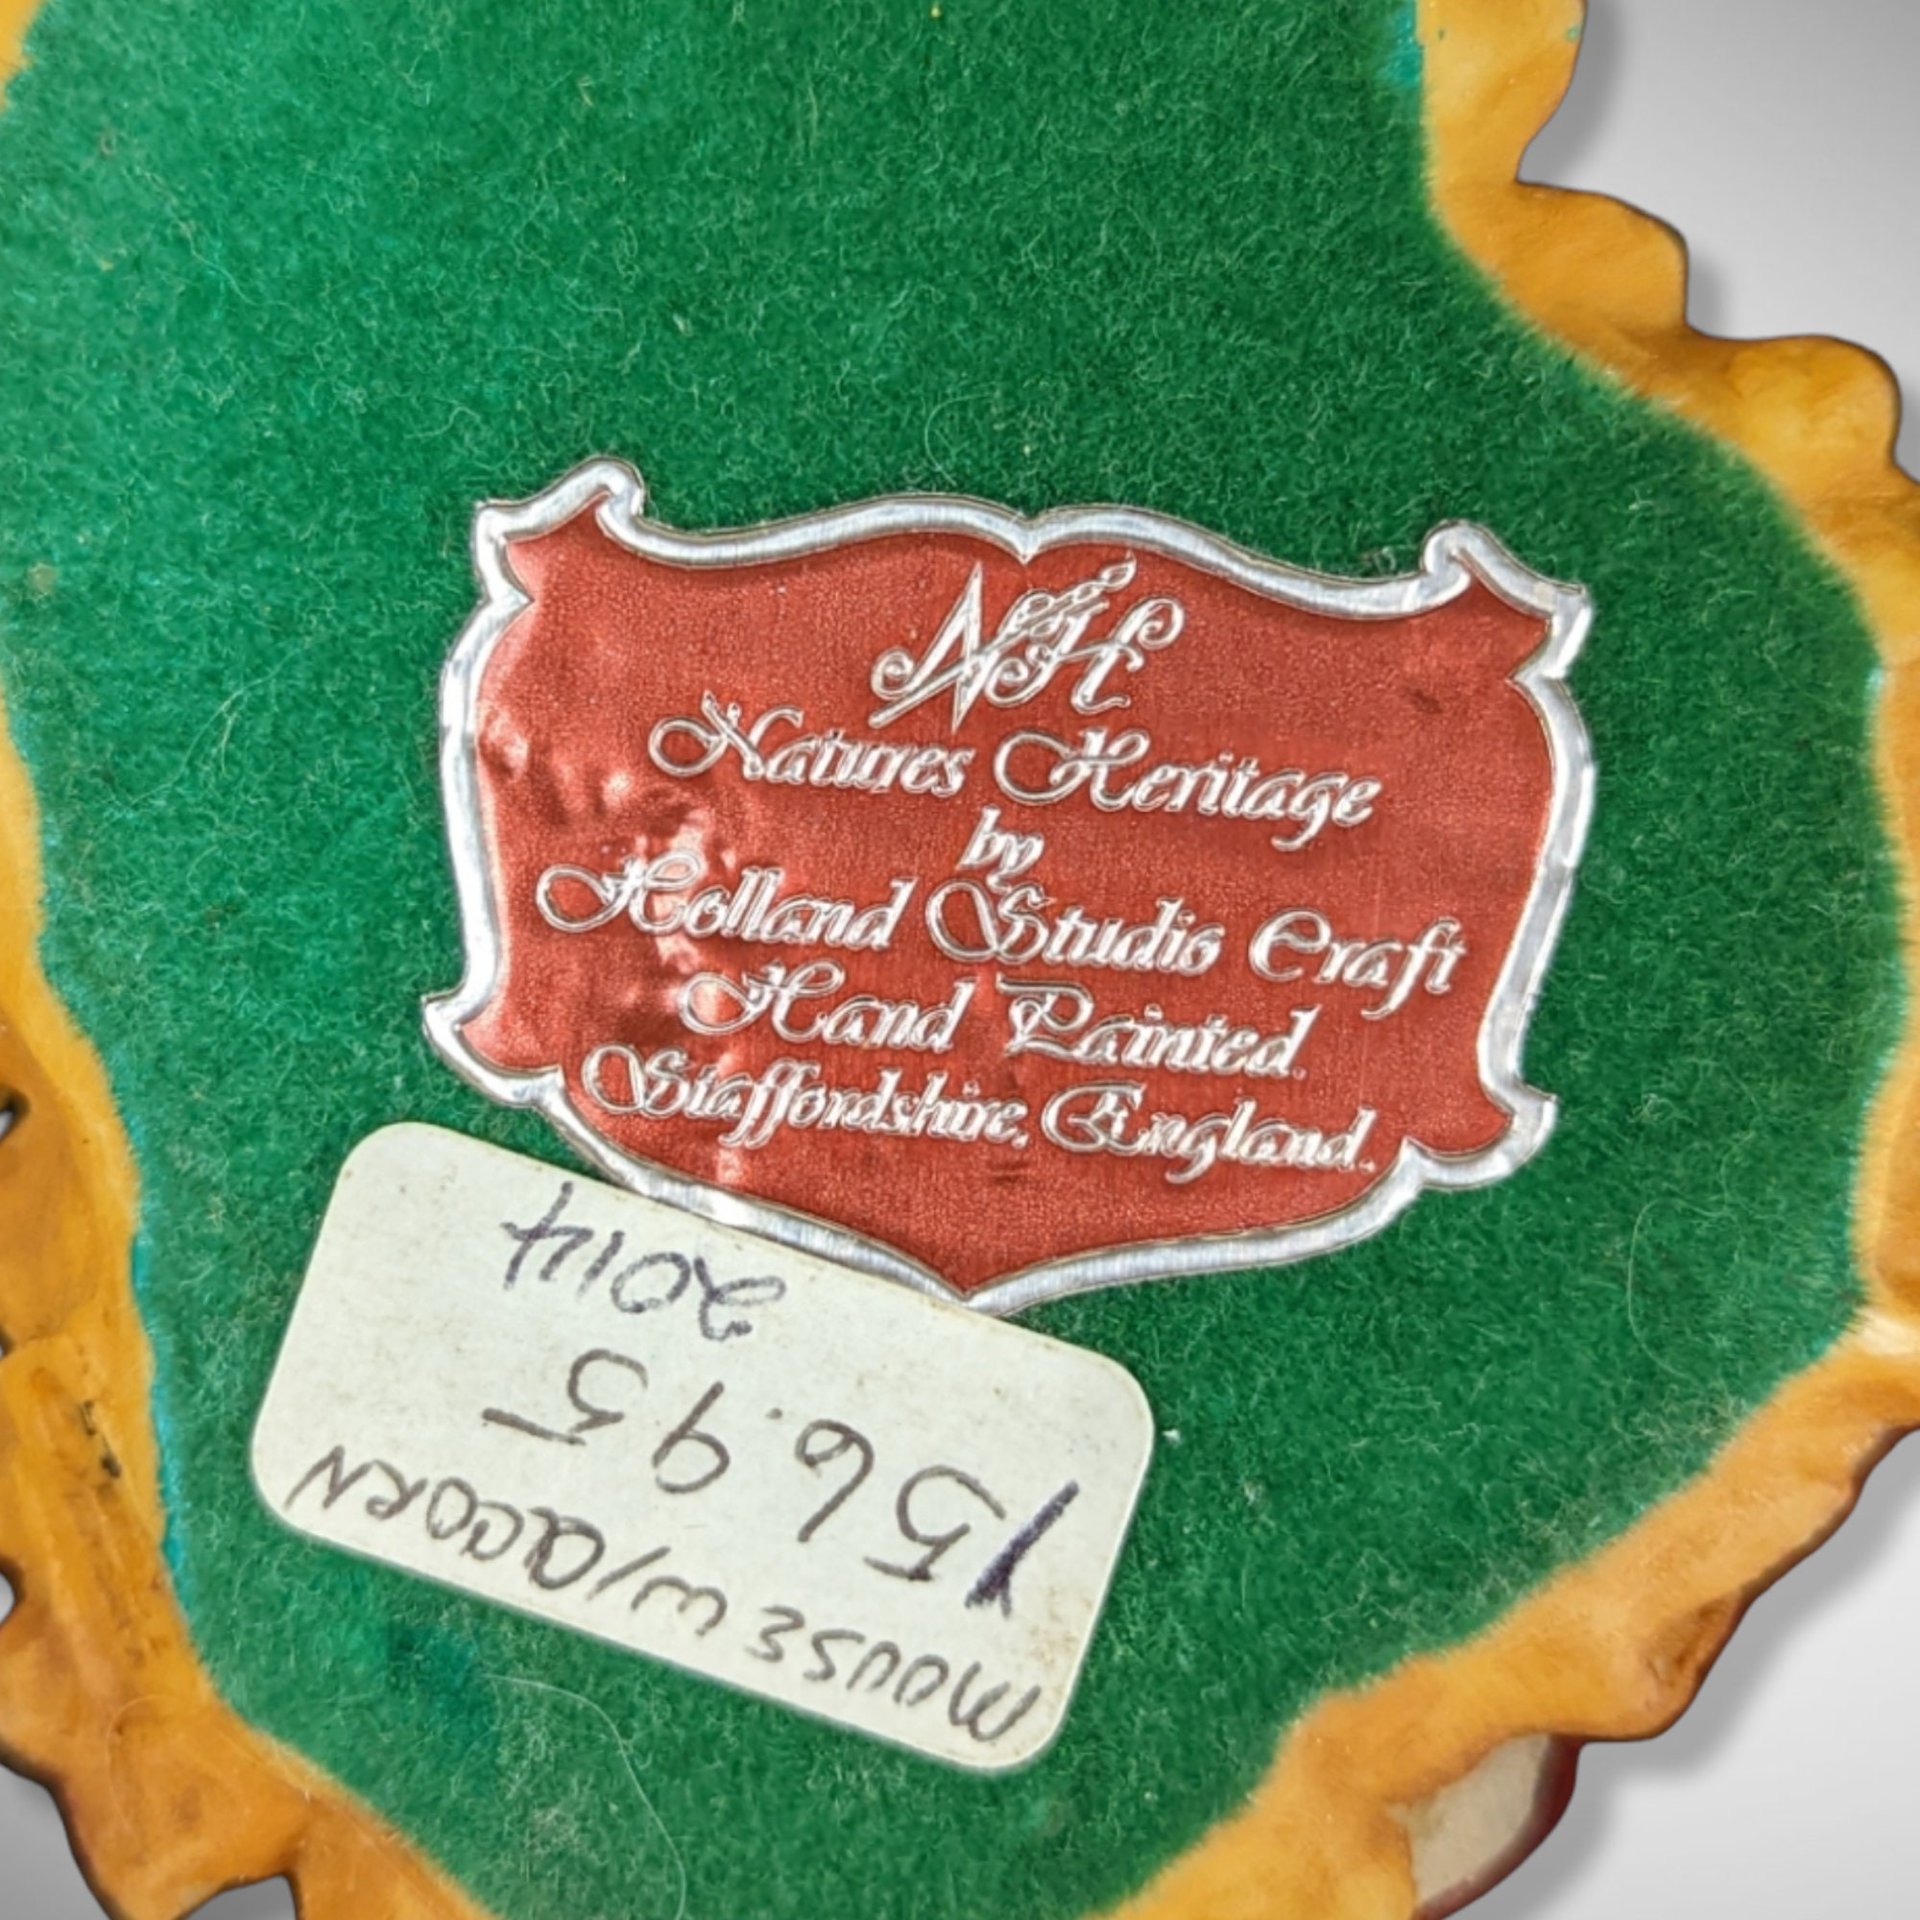 NH
Natures Heritage
by
Holland Studio Craft
Hand Painted.
Staffordshire, England.
MOUSE W/ACORN
156.95
2014